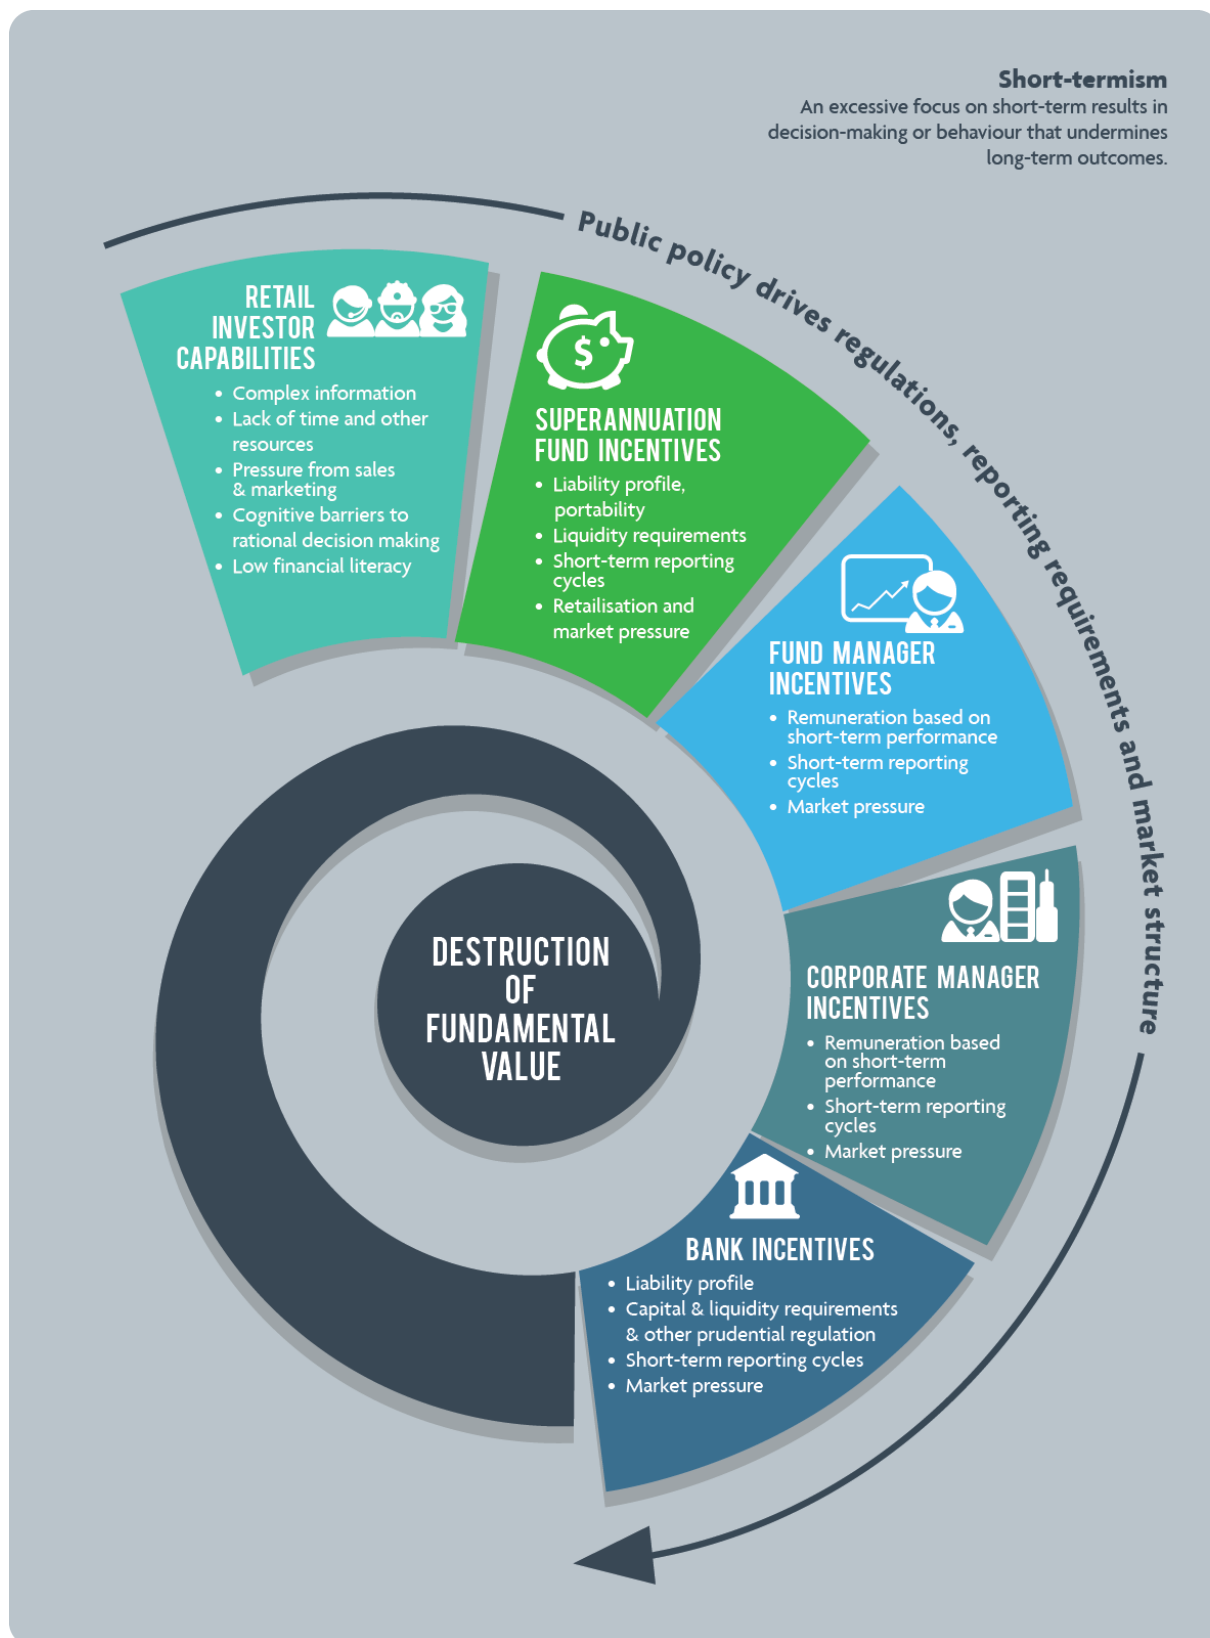 Short-termism
An excessive focus on short-term results in
decision-making or behaviour that undermines
long-term outcomes.
Public policy drives regulations, reporting requirements and market structure
RETAIL
INVESTOR
CAPABILITIES
• Complex information
• Lack of time and other
resources
• Pressure from sales
& marketing
• Cognitive barriers to
rational decision making
• Low financial literacy
$
SUPERANNUATION
FUND INCENTIVES
• Liability profile,
portability
• Liquidity requirements
• Short-term reporting
cycles
• Retailisation and
market pressure
FUND MANAGER
INCENTIVES
• Remuneration based on
short-term performance
• Short-term reporting
cycles
• Market pressure
CORPORATE MANAGER
INCENTIVES
• Remuneration based
on short-term
performance
• Short-term reporting
cycles
• Market pressure
BANK INCENTIVES
• Liability profile
• Capital & liquidity requirements
& other prudential regulation
• Short-term reporting cycles
• Market pressure
DESTRUCTION
OF
FUNDAMENTAL
VALUE